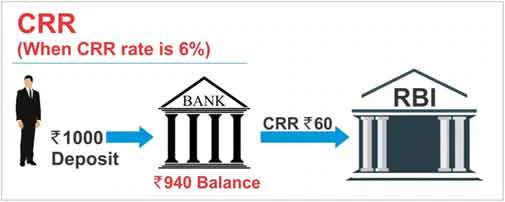 CRR
(When CRR rate is 6%)
₹1000
Deposit
BANK
₹940 Balance
CRR ₹60
RBI